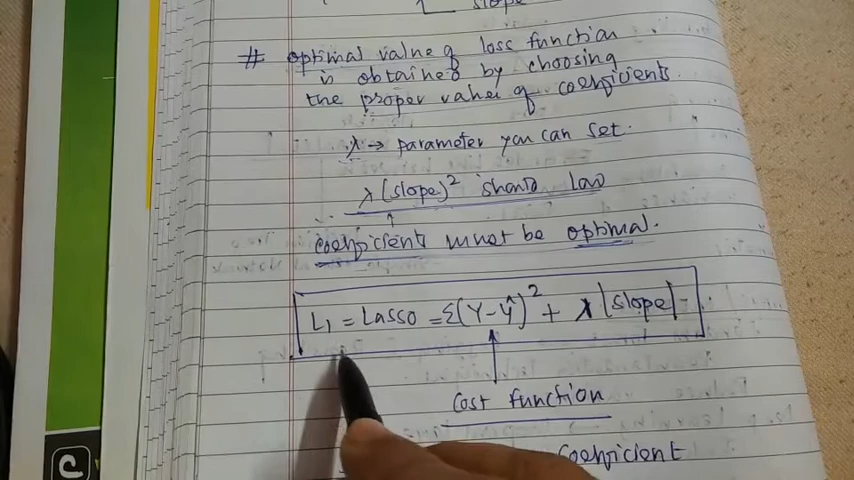 slope
# optimal value of loss function
is obtained by choosing
the proper value of coefficients
λ → parameter you can set.
λ (slope)² should low
coefficients must be optimal.
L1 = Lasso = Σ(Y-Ŷ)² + λ |slope|
Cost function
coefficient